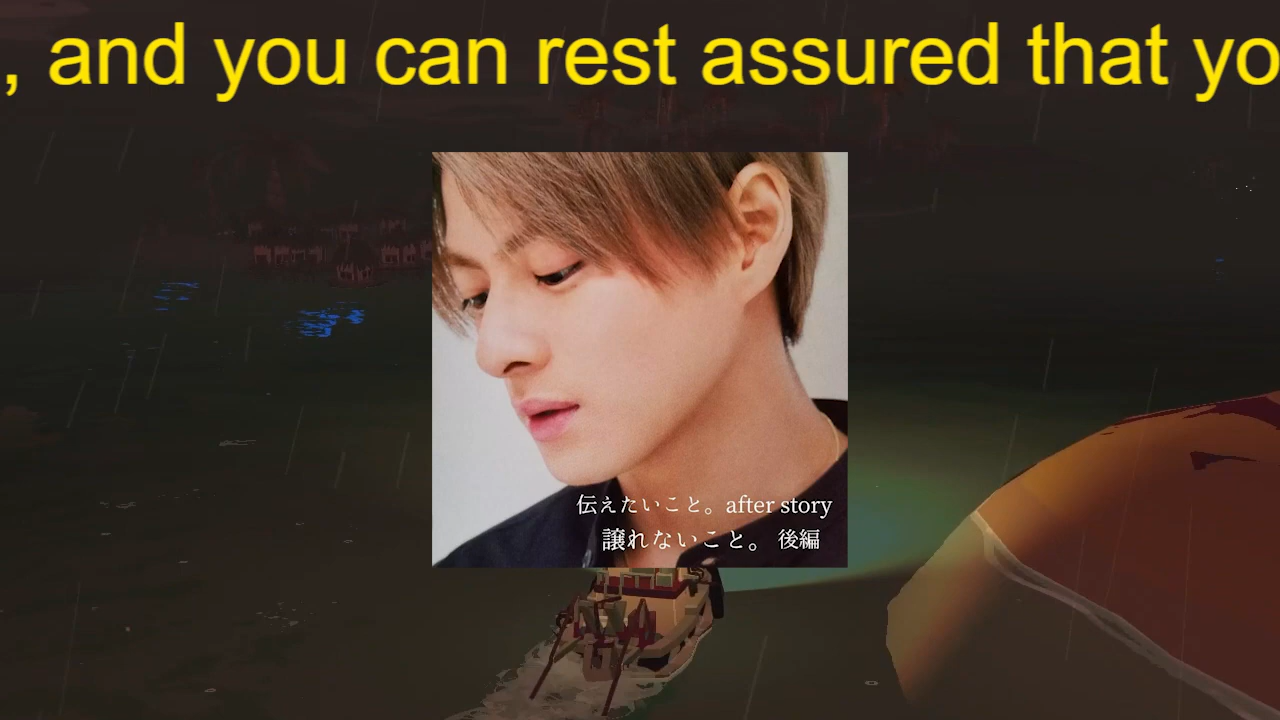 , and you can rest assured that yo
伝えたいこと。after story
譲れないこと。 後編